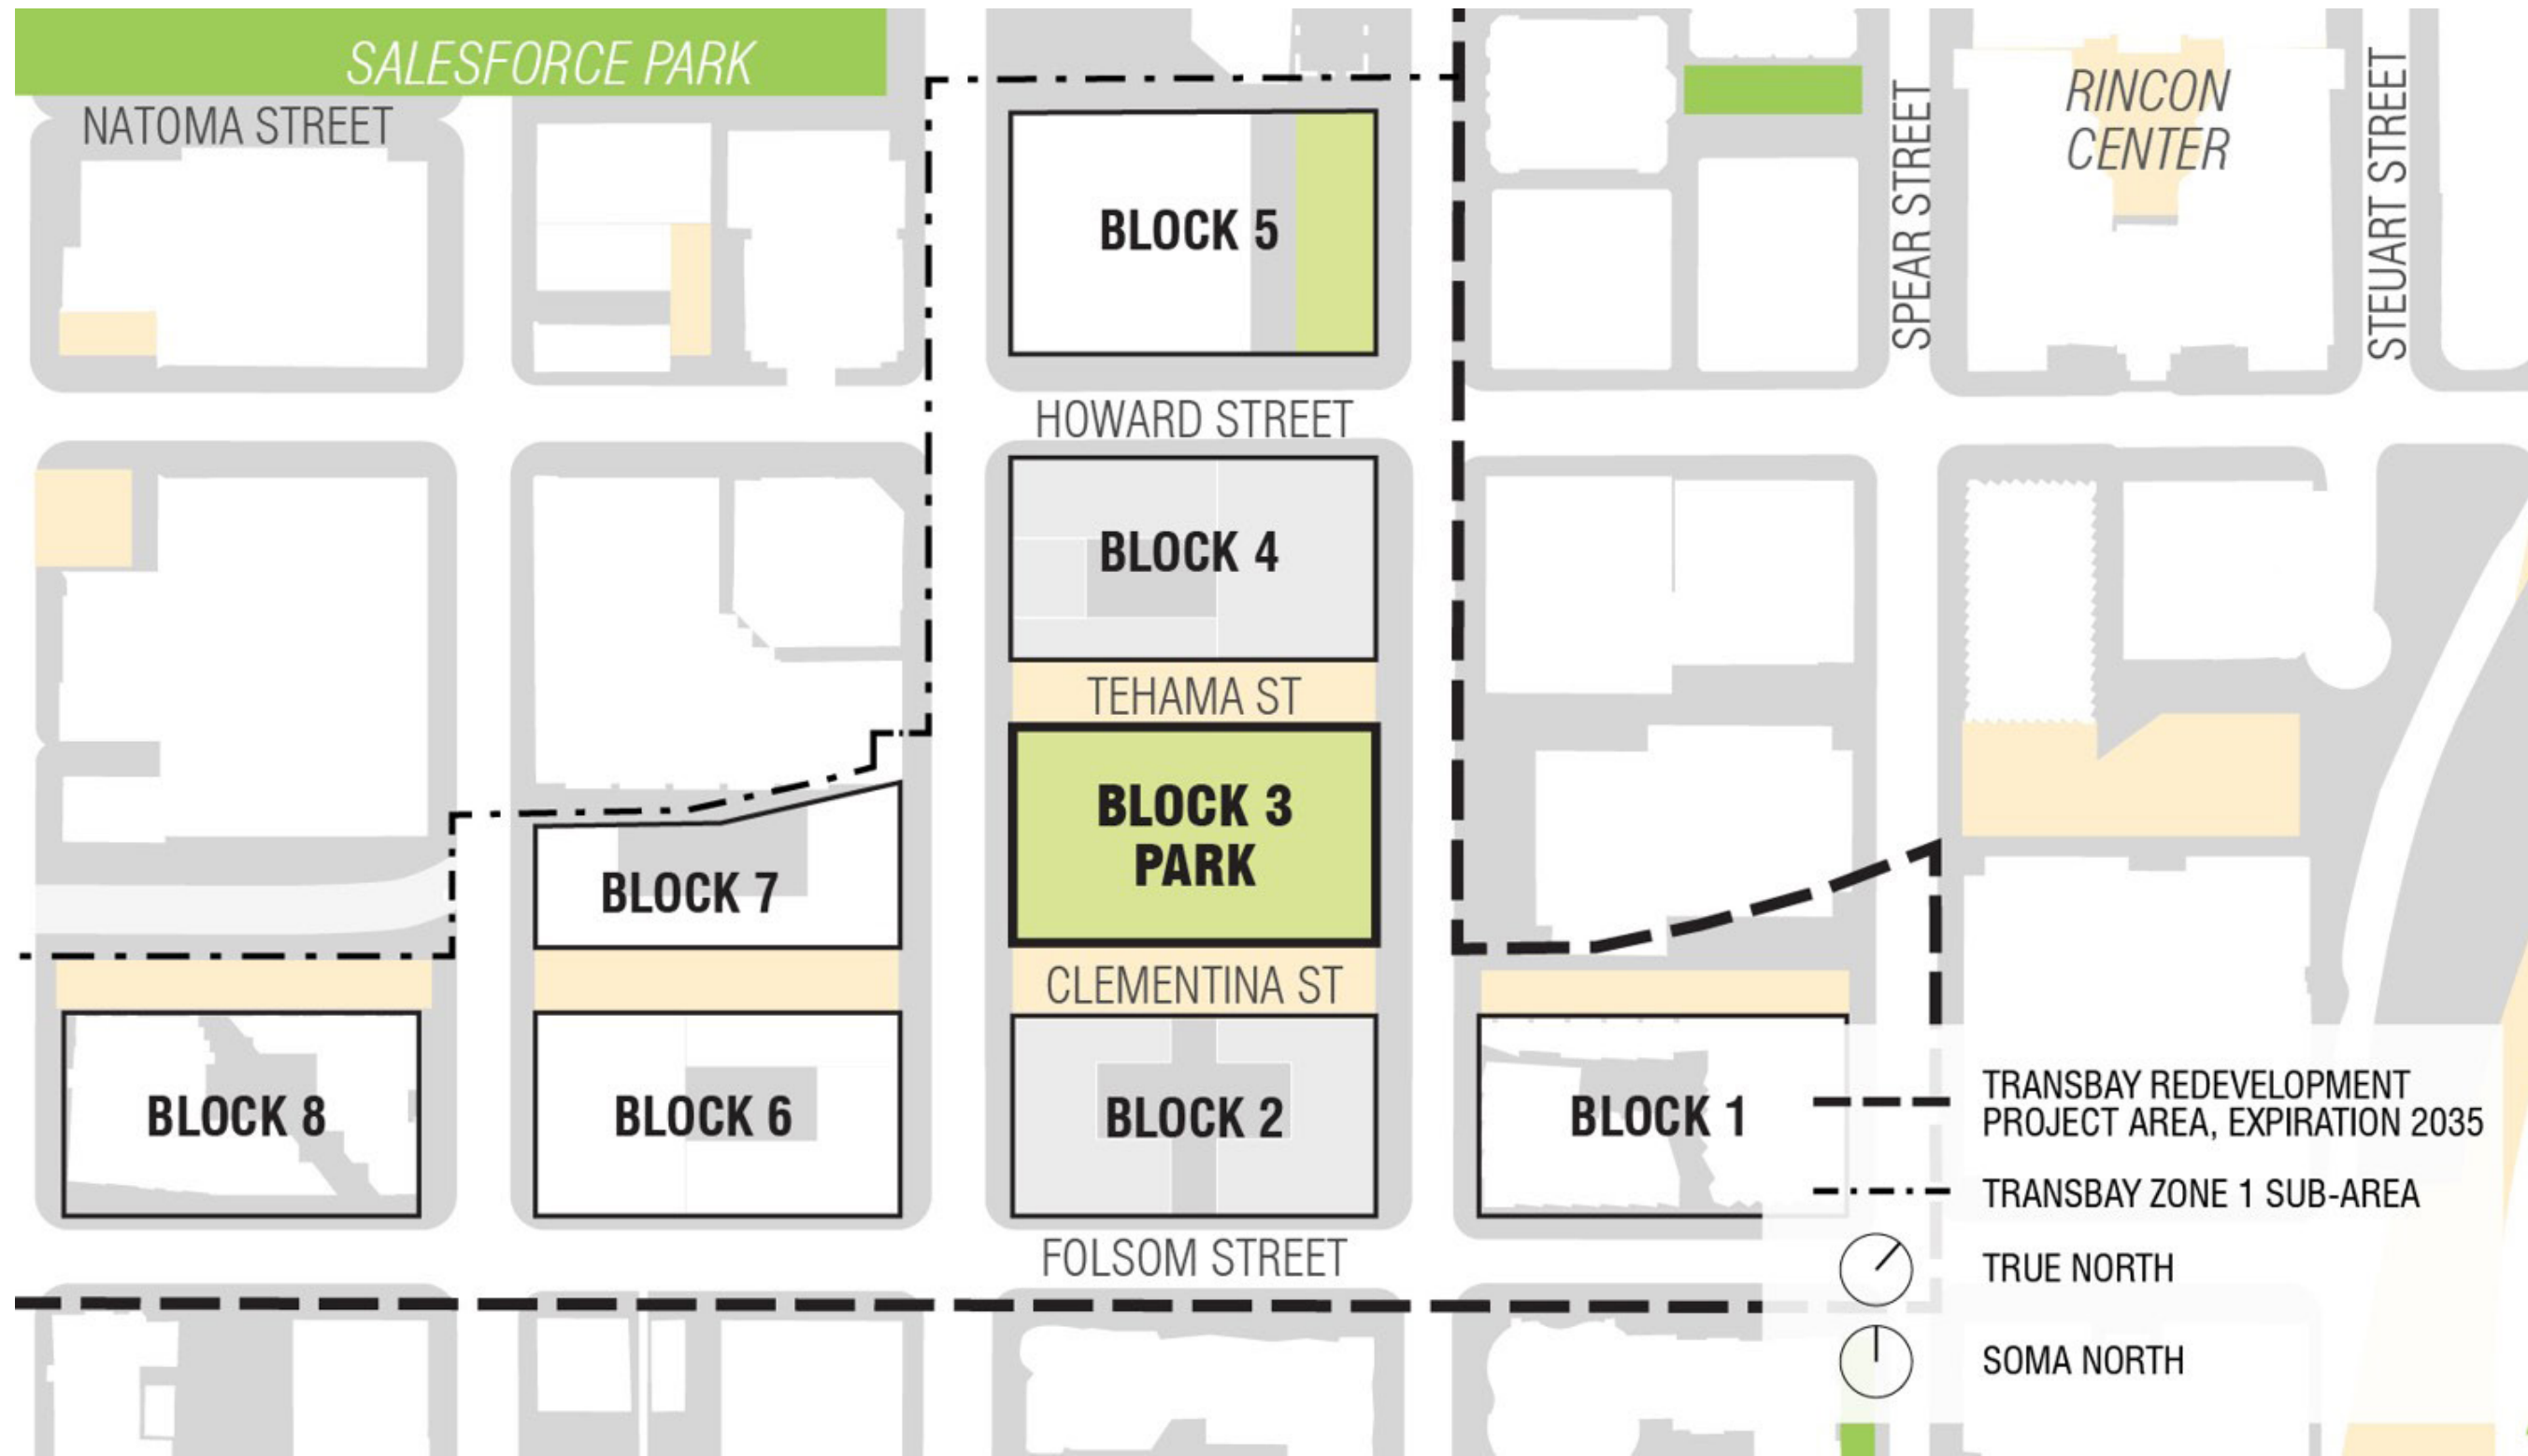 SALESFORCE PARK
NATOMA STREET
RINCON
CENTER
SPEAR STREET
STEUART STREET
BLOCK 5
HOWARD STREET
BLOCK 4
TEHAMA ST
BLOCK 3
PARK
BLOCK 7
CLEMENTINA ST
BLOCK 8
BLOCK 6
BLOCK 2
BLOCK 1
FOLSOM STREET
TRANSBAY REDEVELOPMENT
PROJECT AREA, EXPIRATION 2035
TRANSBAY ZONE 1 SUB-AREA
TRUE NORTH
SOMA NORTH